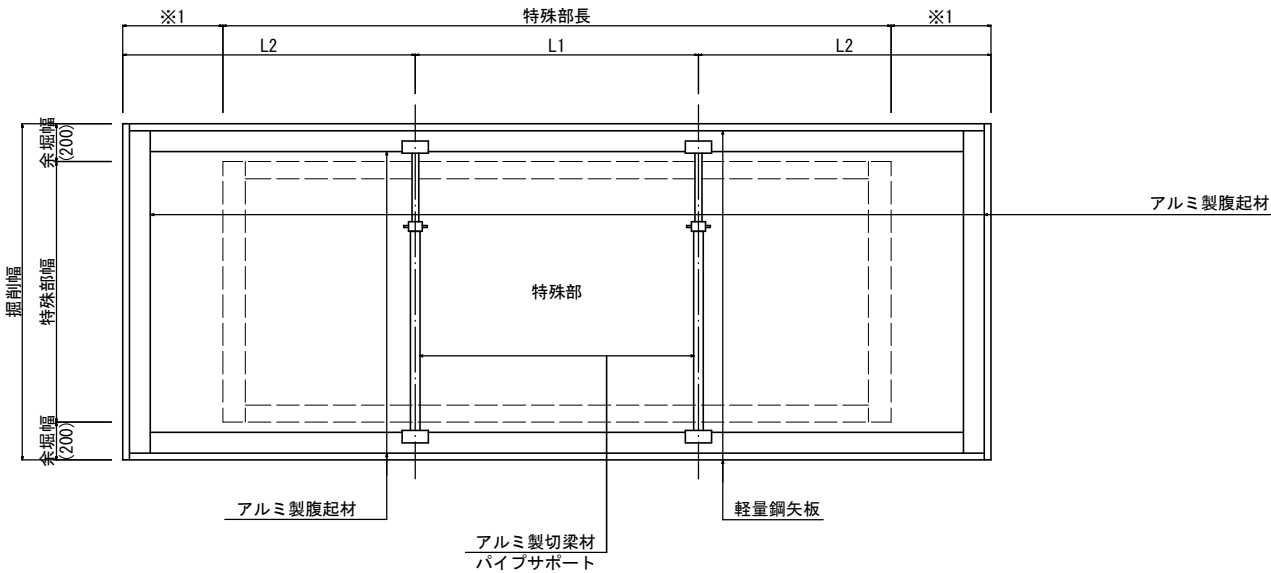 ※1
特殊部長
※1
L2
L1
L2
余堀幅
(200)
アルミ製腹起材
掘削幅
特殊部幅
特殊部
余堀幅
(200)
アルミ製腹起材
軽量鋼矢板
アルミ製切梁材
パイプサポート